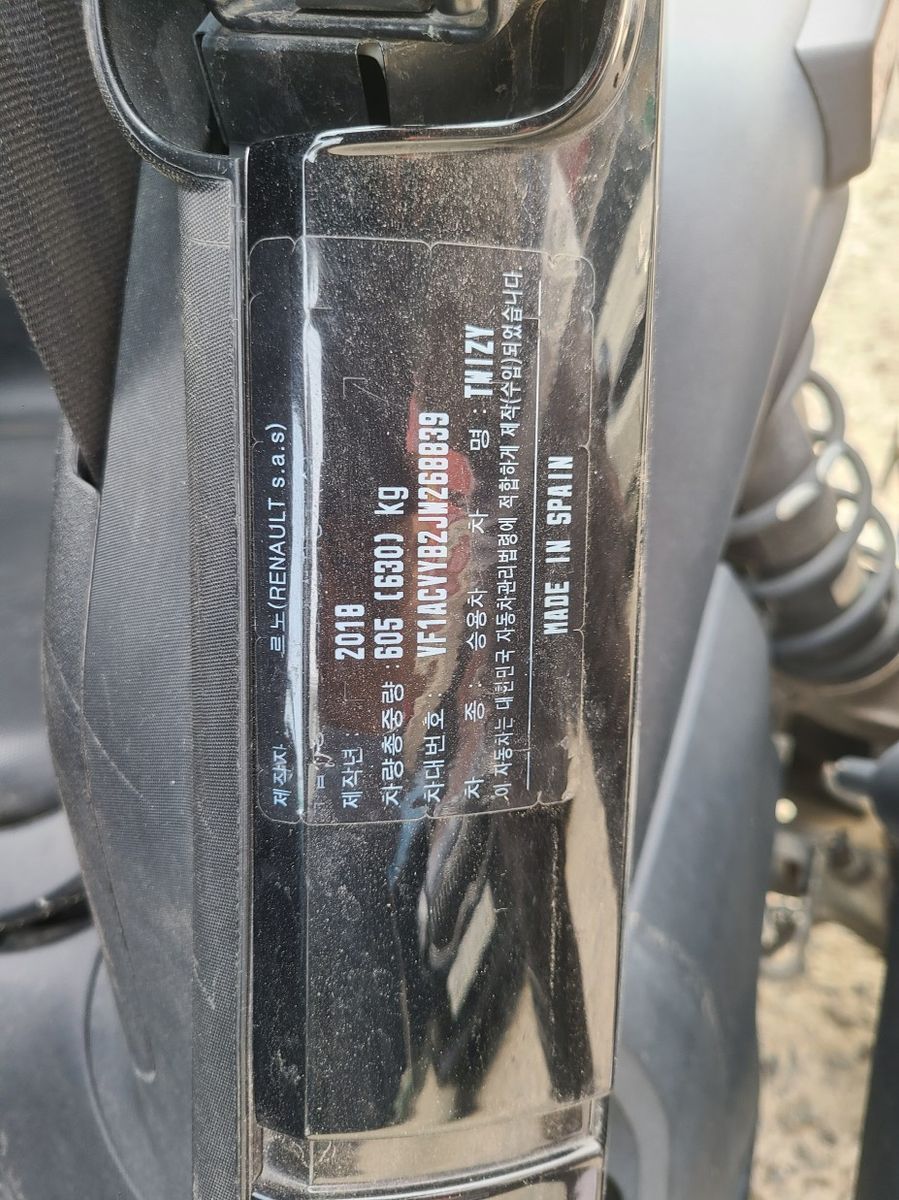 제작자 : 르노(RENAULT s.a.s)
제작년 : 2018
차량총중량 : 605 (630) kg
차대번호 : VF1ACVYB2JW268839
차 종 : 승용차 차 명 : TWIZY
이 자동차는 대한민국 자동차관리법령에 적합하게 제작(수입)되었습니다.
MADE IN SPAIN